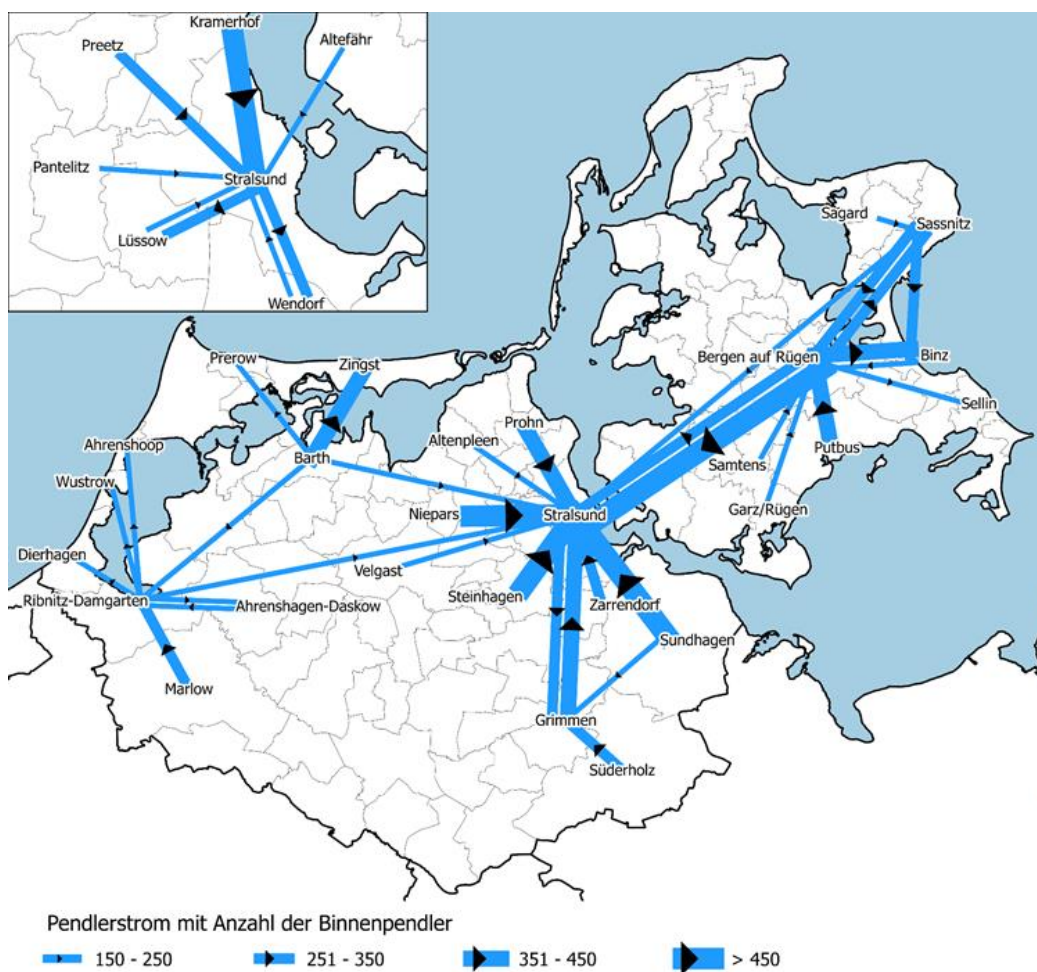 Kramerhof
Preetz
Altefähr
Pantelitz
Stralsund
Lüssow
Wendorf
Sagard
Sassnitz
Prerow
Zingst
Bergen auf Rügen
Binz
Sellin
Ahrenshoop
Altenpleen
Prohn
Barth
Samtens
Putbus
Wustrow
Niepars
Stralsund
Garz/Rügen
Dierhagen
Velgast
Ribnitz-Damgarten
Ahrenshagen-Daskow
Steinhagen
Zarrendorf
Sundhagen
Marlow
Grimmen
Süderholz
Pendlerstrom mit Anzahl der Binnenpendler
150 - 250
251 - 350
351 - 450
> 450